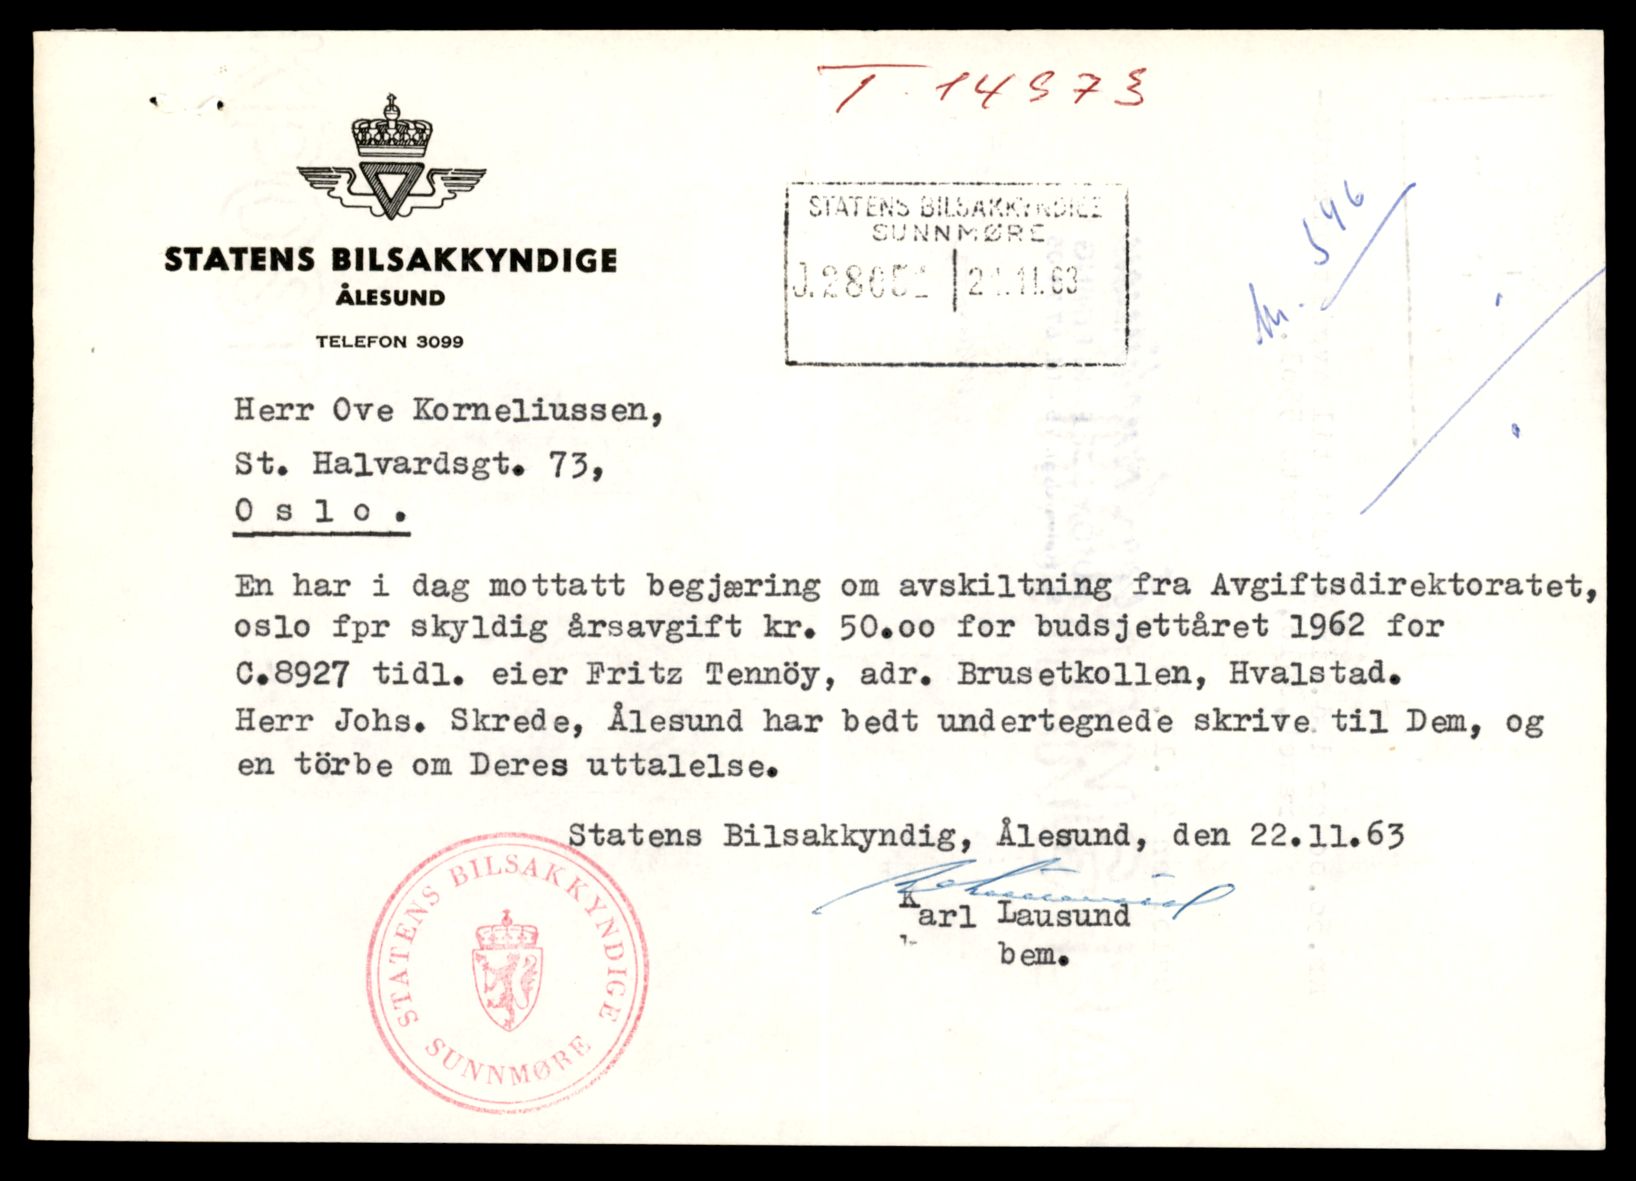 T-14973
STATENS BILSAKKYNDIGE
SUNNMØRE
J.28651 21.11.63
nr. 546
STATENS BILSAKKYNDIGE
ÅLESUND
TELEFON 3099
Herr Ove Korneliussen,
St. Halvardsgt. 73,
O s l o .
En har i dag mottatt begjæring om avskiltning fra Avgiftsdirektoratet,
oslo fpr skyldig årsavgift kr. 50.oo for budsjettåret 1962 for
C.8927 tidl. eier Fritz Tennöy, adr. Brusetkollen, Hvalstad.
Herr Johs. Skrede, Ålesund har bedt undertegnede skrive til Dem, og
en törbe om Deres uttalelse.
Statens Bilsakkyndig, Ålesund, den 22.11.63
Karl Lausund
bem.
STATENS BILSAKKYNDIGE
SUNNMØRE